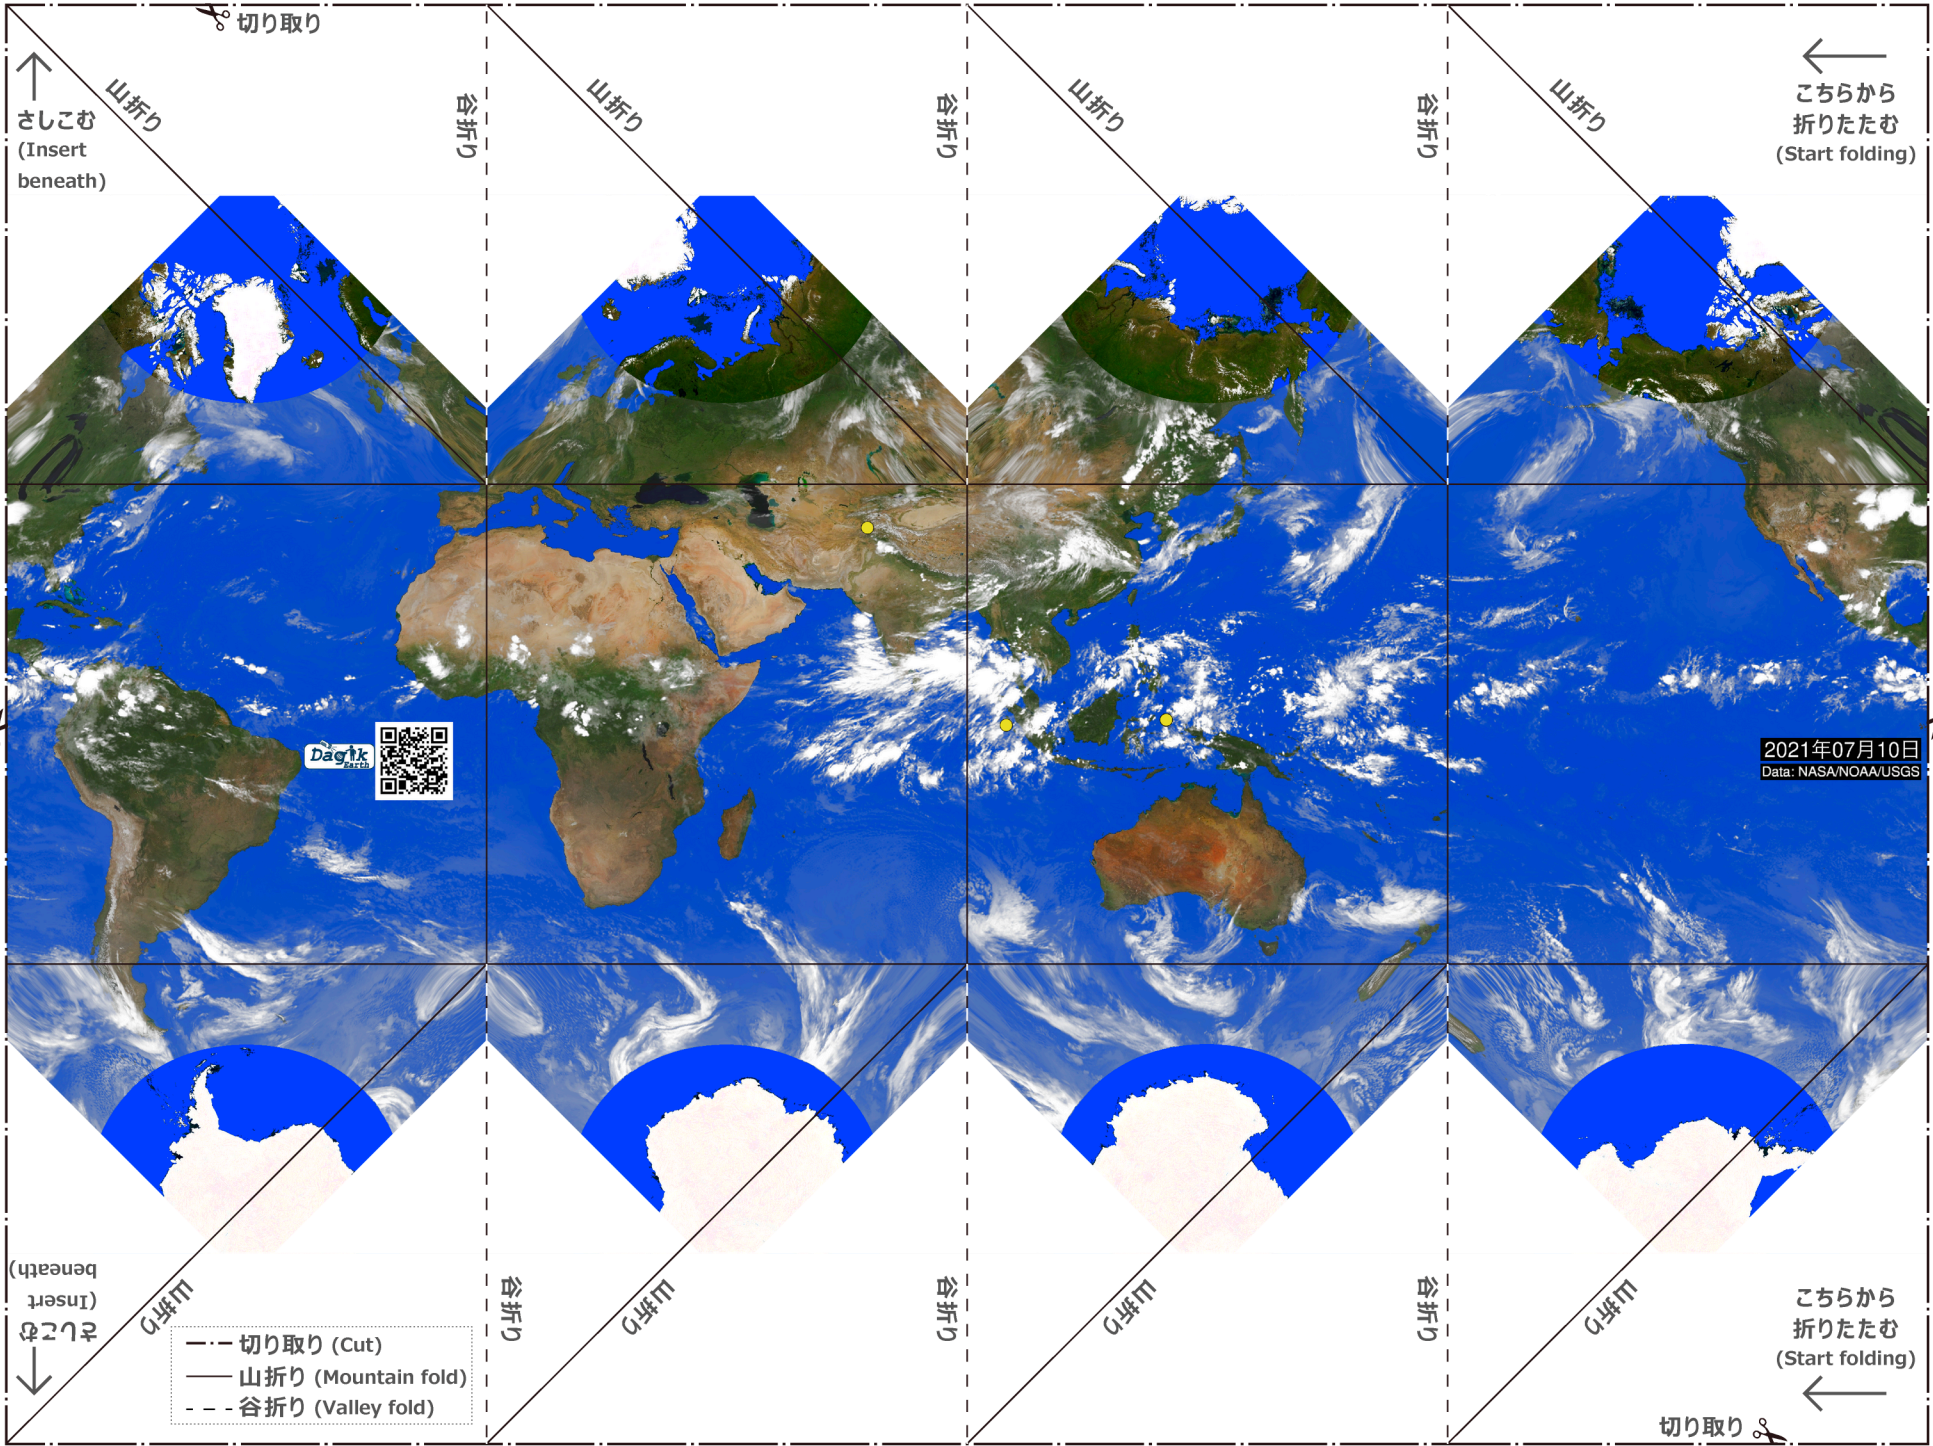 切り取り
山折り
谷折り
山折り
谷折り
山折り
谷折り
山折り
さしこむ
(Insert
beneath)
こちらから
折りたたむ
(Start folding)
Dagik
Earth
2021年07月10日
Data: NASA/NOAA/USGS
さしこむ
(Insert
beneath)
山折り
谷折り
山折り
谷折り
山折り
谷折り
山折り
こちらから
折りたたむ
(Start folding)
切り取り (Cut)
山折り (Mountain fold)
谷折り (Valley fold)
切り取り